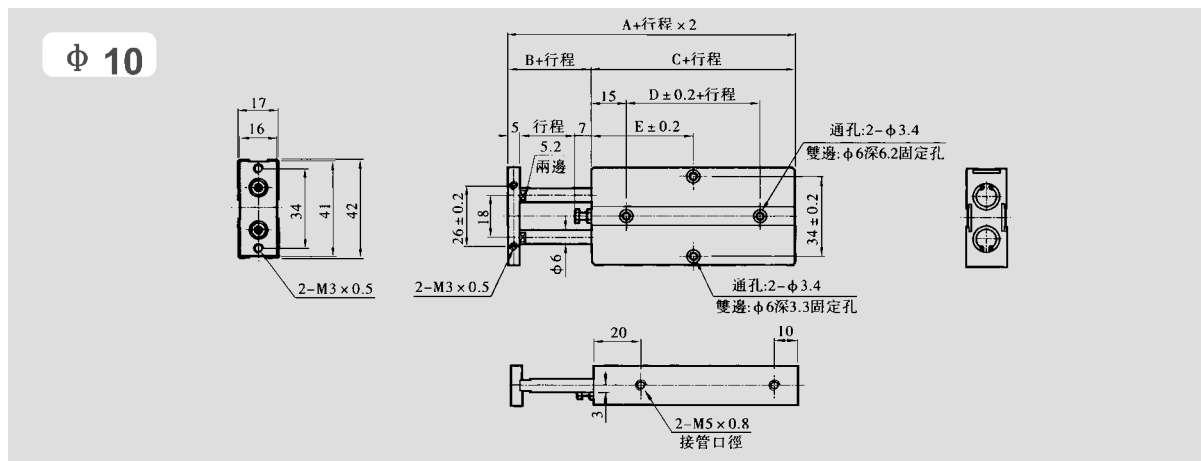 Φ 10
A+行程×2
B+行程
C+行程
15
D±0.2+行程
5
行程
7
E±0.2
5.2
兩邊
通孔:2-φ3.4
雙邊:φ6深6.2固定孔
17
16
34
41
42
2-M3×0.5
26±0.2
18
φ6
2-M3×0.5
34±0.2
通孔:2-φ3.4
雙邊:φ6深3.3固定孔
20
10
3
2-M5×0.8
接管口徑